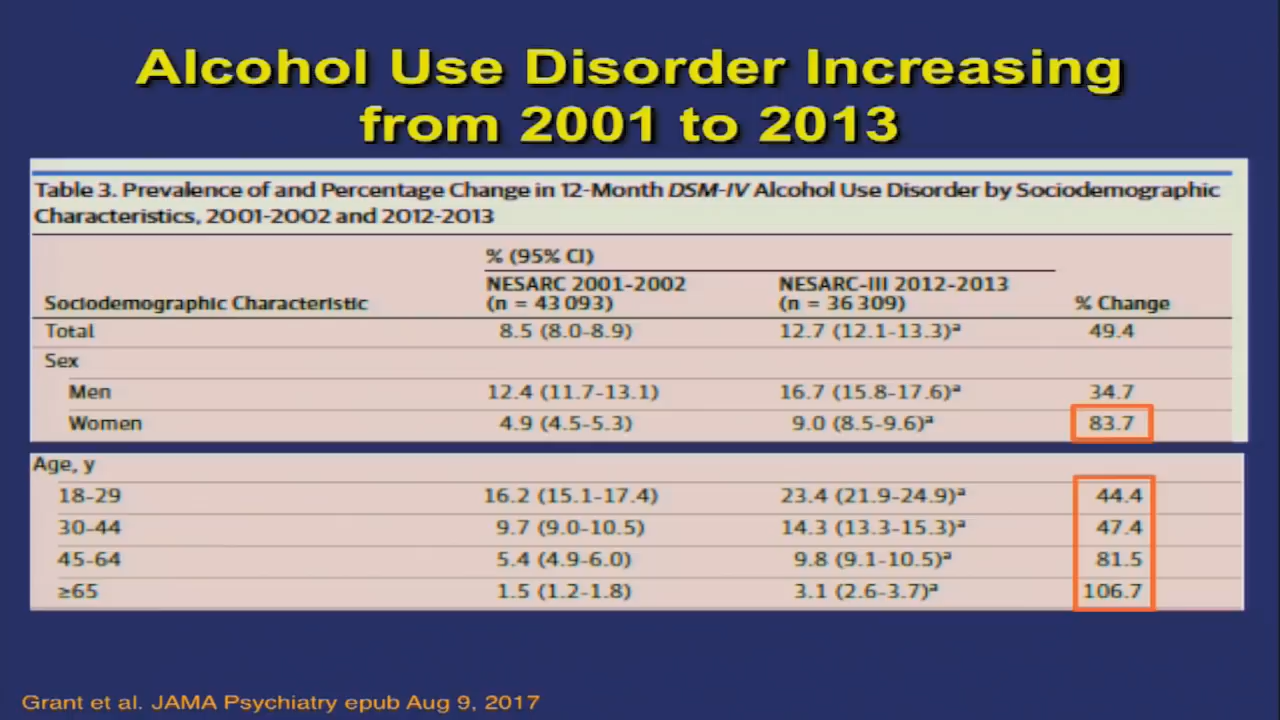 Alcohol Use Disorder Increasing
from 2001 to 2013
Table 3. Prevalence of and Percentage Change in 12-Month DSM-IV Alcohol Use Disorder by Sociodemographic
Characteristics, 2001-2002 and 2012-2013
% (95% CI)
Sociodemographic Characteristic NESARC 2001-2002 (n = 43 093) NESARC-III 2012-2013 (n = 36 309) % Change
Total 8.5 (8.0-8.9) 12.7 (12.1-13.3)ᵃ 49.4
Sex
Men 12.4 (11.7-13.1) 16.7 (15.8-17.6)ᵃ 34.7
Women 4.9 (4.5-5.3) 9.0 (8.5-9.6)ᵃ 83.7
Age, y
18-29 16.2 (15.1-17.4) 23.4 (21.9-24.9)ᵃ 44.4
30-44 9.7 (9.0-10.5) 14.3 (13.3-15.3)ᵃ 47.4
45-64 5.4 (4.9-6.0) 9.8 (9.1-10.5)ᵃ 81.5
≥65 1.5 (1.2-1.8) 3.1 (2.6-3.7)ᵃ 106.7
Grant et al. JAMA Psychiatry epub Aug 9, 2017